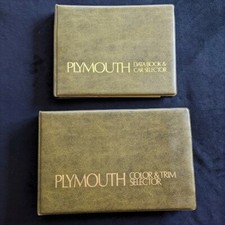 PLYMOUTH DATA BOOK &
CAR SELECTOR
PLYMOUTH COLOR & TRIM
SELECTOR